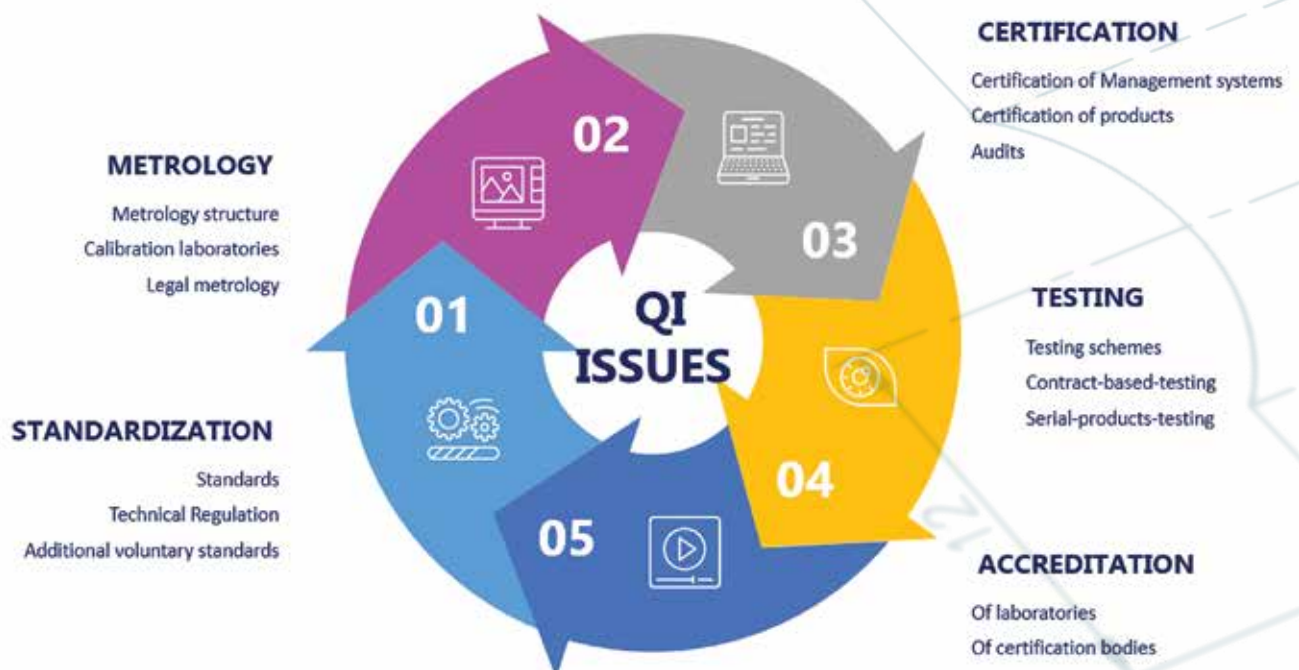 CERTIFICATION
Certification of Management systems
Certification of products
Audits
02
METROLOGY
Metrology structure
Calibration laboratories
Legal metrology
03
01
QI
ISSUES
TESTING
Testing schemes
Contract-based-testing
Serial-products-testing
STANDARDIZATION
Standards
Technical Regulation
Additional voluntary standards
04
05
12
ACCREDITATION
Of laboratories
Of certification bodies